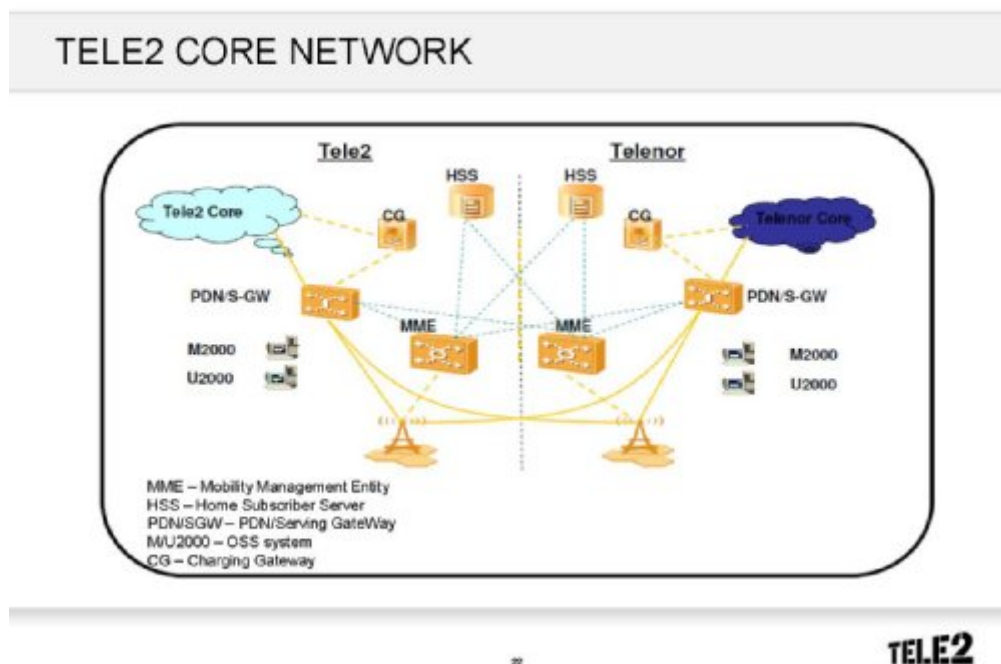 TELE2 CORE NETWORK
Tele2
Telenor
HSS
HSS
Tele2 Core
CG
CG
Telenor Core
PDN/S-GW
PDN/S-GW
MME
MME
M2000
M2000
U2000
U2000
MME – Mobility Management Entity
HSS – Home Subscriber Server
PDN/SGW – PDN/Serving GateWay
M/U2000 – OSS system
CG – Charging Gateway
TELE2